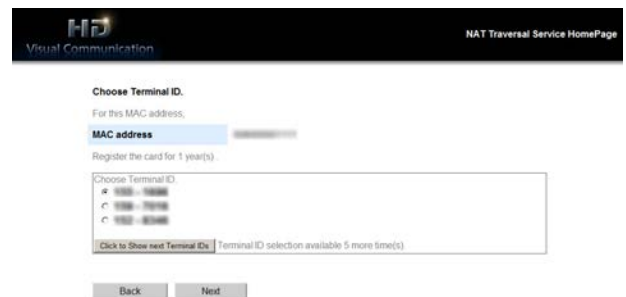 HD
Visual Communication
NAT Traversal Service HomePage
Choose Terminal ID.
For this MAC address,
MAC address
Register the card for 1 year(s) .
Choose Terminal ID.
Click to Show next Terminal IDs Terminal ID selection available 5 more time(s)
Back Next